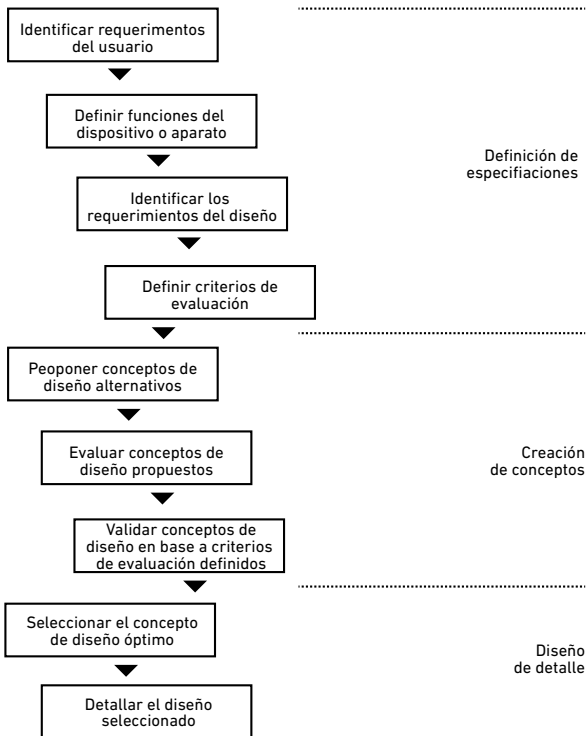 Identificar requerimentos
del usuario
Definir funciones del
dispositivo o aparato
Identificar los
requerimientos del diseño
Definir criterios de
evaluación
Definición de
especifiaciones
Peoponer conceptos de
diseño alternativos
Evaluar conceptos de
diseño propuestos
Validar conceptos de
diseño en base a criterios
de evaluación definidos
Creación
de conceptos
Seleccionar el concepto
de diseño óptimo
Detallar el diseño
seleccionado
Diseño
de detalle